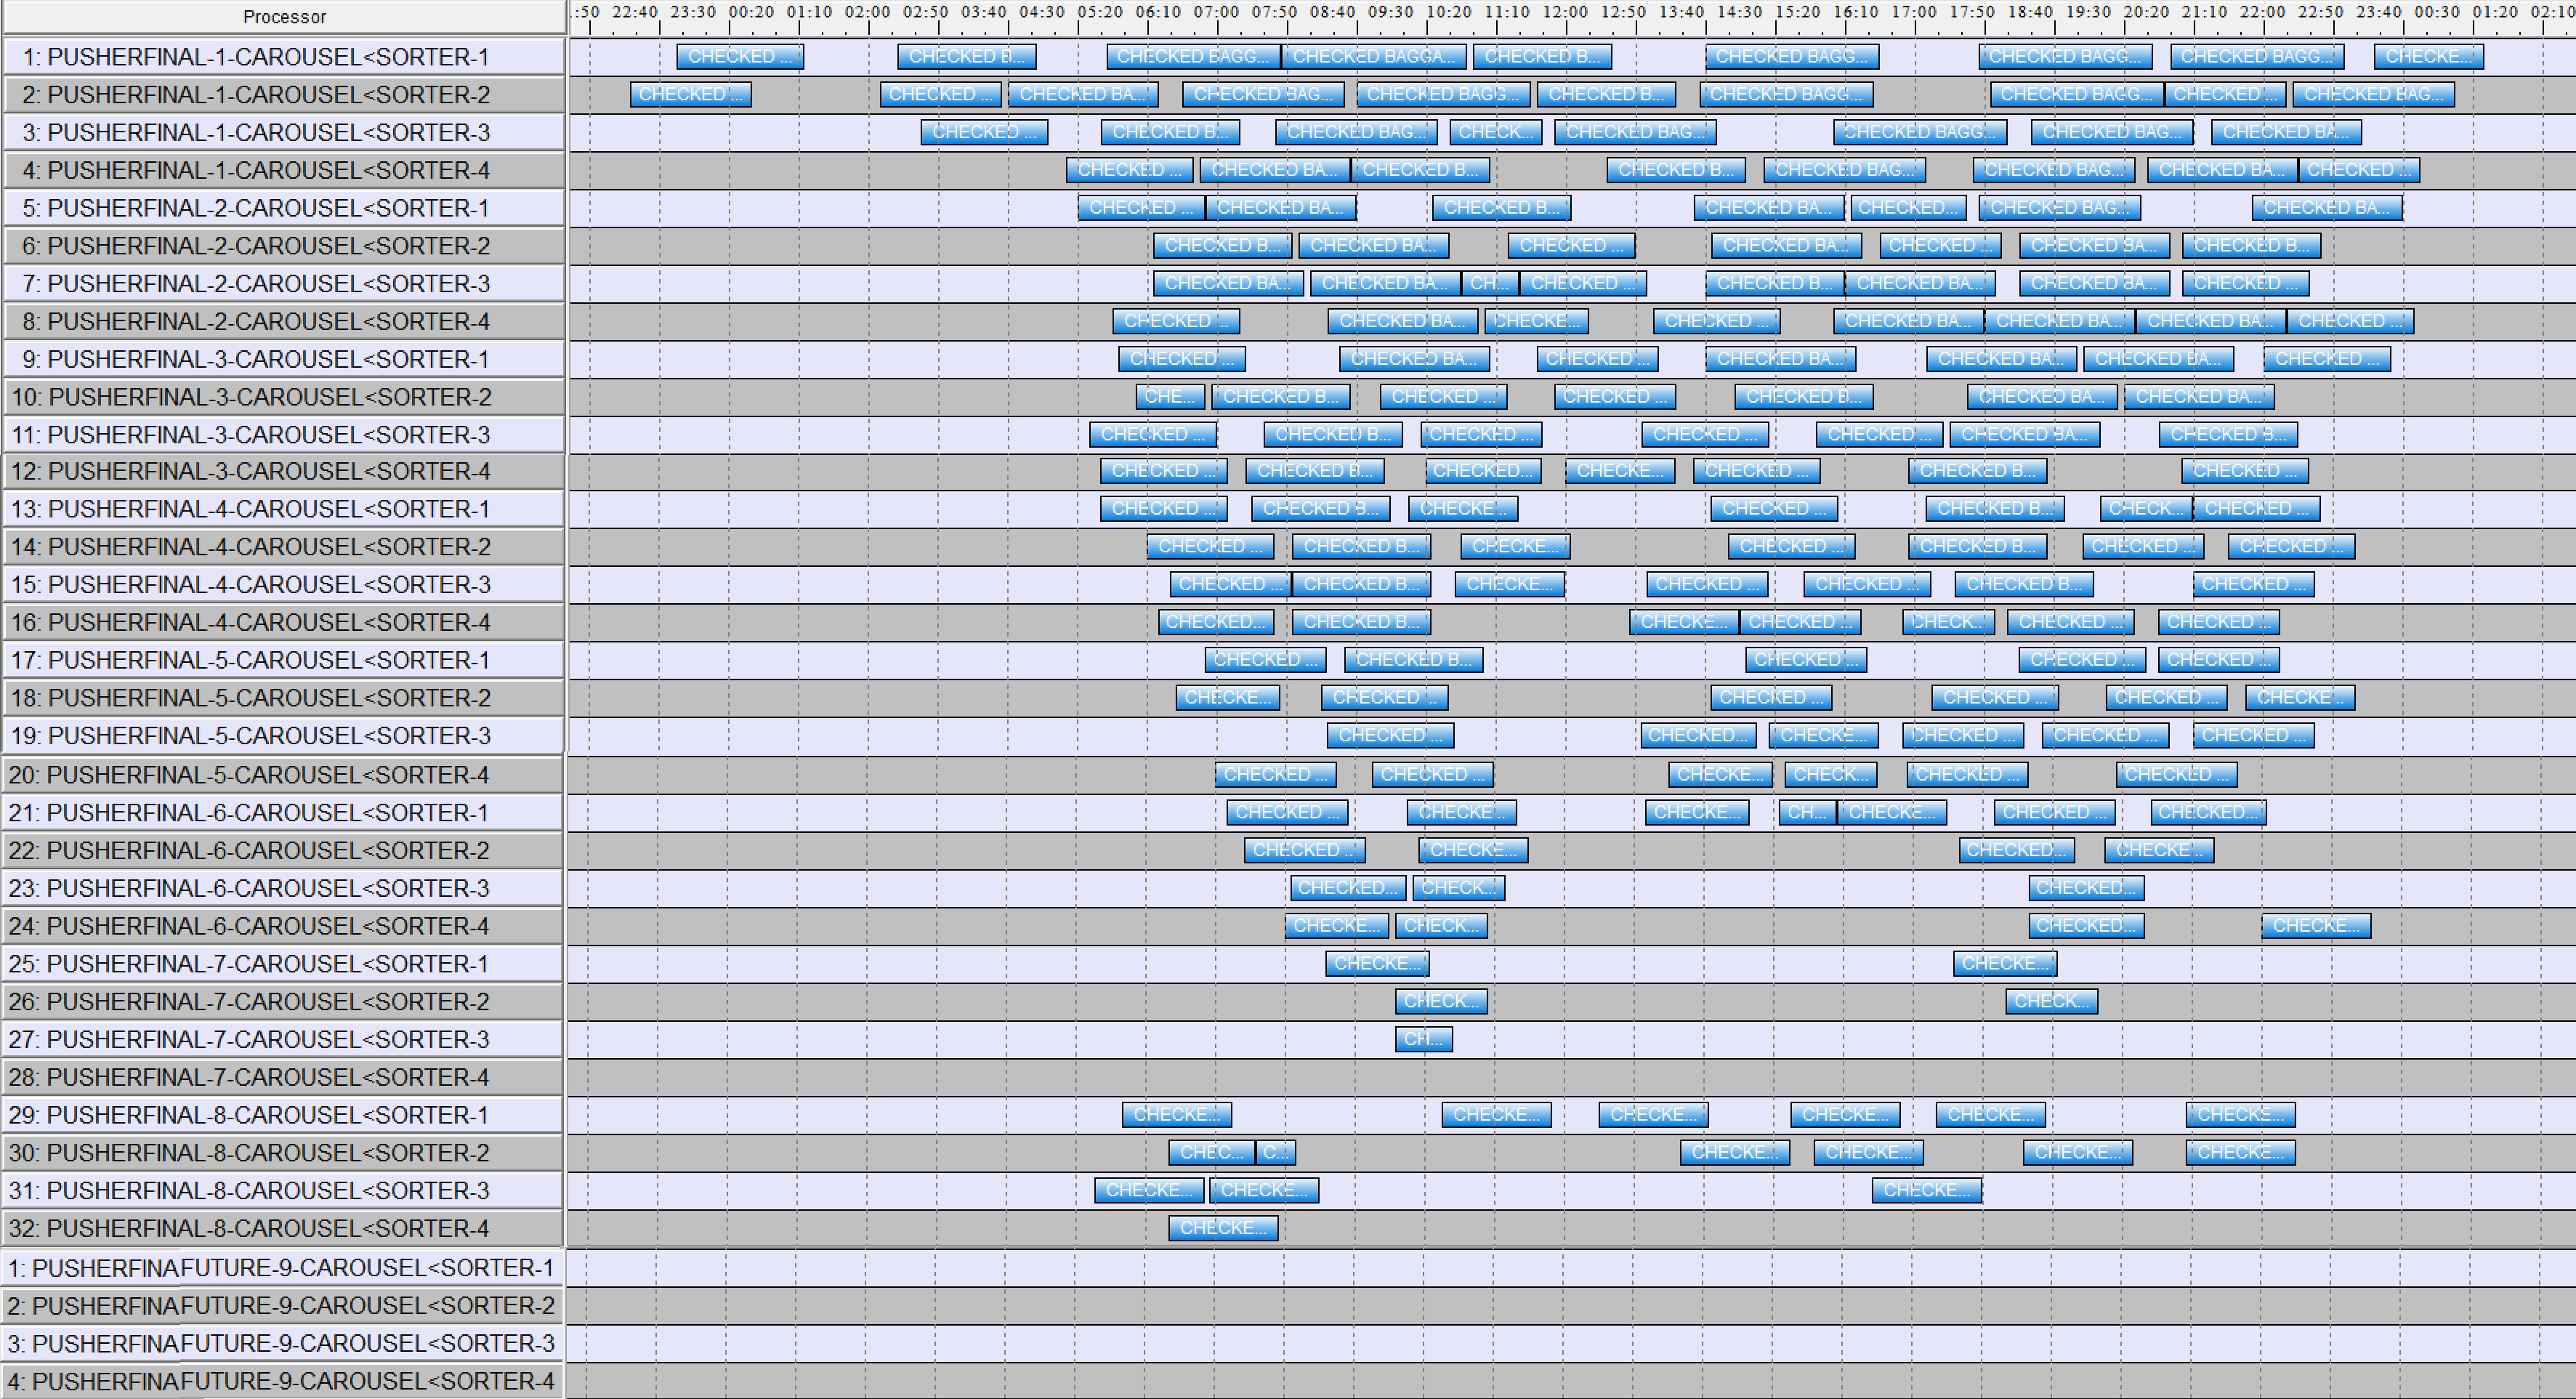 Processor :50 22:40 23:30 00:20 01:10 02:00 02:50 03:40 04:30 05:20 06:10 07:00 07:50 08:40 09:30 10:20 11:10 12:00 12:50 13:40 14:30 15:20 16:10 17:00 17:50 18:40 19:30 20:20 21:10 22:00 22:50 23:40 00:30 01:20 02:10
1: PUSHERFINAL-1-CAROUSEL<SORTER-1 CHECKED ... CHECKED B... CHECKED BAGG... CHECKED BAGGA... CHECKED B... CHECKED BAGG... CHECKED BAGG... CHECKED BAGG... CHECKE...
2: PUSHERFINAL-1-CAROUSEL<SORTER-2 CHECKED ... CHECKED ... CHECKED BA... CHECKED BAG... CHECKED BAGG... CHECKED B... CHECKED BAGG... CHECKED BAGG... CHECKED ... CHECKED BAG...
3: PUSHERFINAL-1-CAROUSEL<SORTER-3 CHECKED ... CHECKED B... CHECKED BAG... CHECK... CHECKED BAG... CHECKED BAGG... CHECKED BAG... CHECKED BA...
4: PUSHERFINAL-1-CAROUSEL<SORTER-4 CHECKED ... CHECKED BA... CHECKED B... CHECKED B... CHECKED BAG... CHECKED BAG... CHECKED BA... CHECKED ...
5: PUSHERFINAL-2-CAROUSEL<SORTER-1 CHECKED ... CHECKED BA... CHECKED B... CHECKED BA... CHECKED... CHECKED BAG... CHECKED BA...
6: PUSHERFINAL-2-CAROUSEL<SORTER-2 CHECKED B... CHECKED BA... CHECKED ... CHECKED BA... CHECKED ... CHECKED BA... CHECKED B...
7: PUSHERFINAL-2-CAROUSEL<SORTER-3 CHECKED BA... CHECKED BA... CH... CHECKED ... CHECKED B... CHECKED BA... CHECKED BA... CHECKED ...
8: PUSHERFINAL-2-CAROUSEL<SORTER-4 CHECKED ... CHECKED BA... CHECKE... CHECKED ... CHECKED BA... CHECKED BA... CHECKED BA... CHECKED ...
9: PUSHERFINAL-3-CAROUSEL<SORTER-1 CHECKED ... CHECKED BA... CHECKED ... CHECKED BA... CHECKED BA... CHECKED BA... CHECKED ...
10: PUSHERFINAL-3-CAROUSEL<SORTER-2 CHE... CHECKED B... CHECKED ... CHECKED ... CHECKED B... CHECKED BA... CHECKED BA...
11: PUSHERFINAL-3-CAROUSEL<SORTER-3 CHECKED ... CHECKED B... CHECKED ... CHECKED ... CHECKED ... CHECKED BA... CHECKED B...
12: PUSHERFINAL-3-CAROUSEL<SORTER-4 CHECKED ... CHECKED B... CHECKED... CHECKE... CHECKED ... CHECKED B... CHECKED ...
13: PUSHERFINAL-4-CAROUSEL<SORTER-1 CHECKED ... CHECKED B... CHECKE... CHECKED ... CHECKED B... CHECK... CHECKED ...
14: PUSHERFINAL-4-CAROUSEL<SORTER-2 CHECKED ... CHECKED B... CHECKE... CHECKED ... CHECKED B... CHECKED ... CHECKED ...
15: PUSHERFINAL-4-CAROUSEL<SORTER-3 CHECKED ... CHECKED B... CHECKE... CHECKED ... CHECKED ... CHECKED B... CHECKED ...
16: PUSHERFINAL-4-CAROUSEL<SORTER-4 CHECKED... CHECKED B... CHECKE... CHECKED ... CHECK... CHECKED ... CHECKED ...
17: PUSHERFINAL-5-CAROUSEL<SORTER-1 CHECKED ... CHECKED B... CHECKED ... CHECKED ... CHECKED ...
18: PUSHERFINAL-5-CAROUSEL<SORTER-2 CHECKE... CHECKED ... CHECKED ... CHECKED ... CHECKED ... CHECKE...
19: PUSHERFINAL-5-CAROUSEL<SORTER-3 CHECKED ... CHECKED... CHECKE... CHECKED ... CHECKED ... CHECKED ...
20: PUSHERFINAL-5-CAROUSEL<SORTER-4 CHECKED ... CHECKED ... CHECKE... CHECK... CHECKED ... CHECKED ...
21: PUSHERFINAL-6-CAROUSEL<SORTER-1 CHECKED ... CHECKE... CHECKE... CH... CHECKE... CHECKED ... CHECKED...
22: PUSHERFINAL-6-CAROUSEL<SORTER-2 CHECKED ... CHECKE... CHECKED... CHECKE...
23: PUSHERFINAL-6-CAROUSEL<SORTER-3 CHECKED... CHECK... CHECKED...
24: PUSHERFINAL-6-CAROUSEL<SORTER-4 CHECKE... CHECK... CHECKED... CHECKE...
25: PUSHERFINAL-7-CAROUSEL<SORTER-1 CHECKE... CHECKE...
26: PUSHERFINAL-7-CAROUSEL<SORTER-2 CHECK... CHECK...
27: PUSHERFINAL-7-CAROUSEL<SORTER-3 CH...
28: PUSHERFINAL-7-CAROUSEL<SORTER-4
29: PUSHERFINAL-8-CAROUSEL<SORTER-1 CHECKE... CHECKE... CHECKE... CHECKE... CHECKE... CHECKE...
30: PUSHERFINAL-8-CAROUSEL<SORTER-2 CHEC... C... CHECKE... CHECKE... CHECKE... CHECKE...
31: PUSHERFINAL-8-CAROUSEL<SORTER-3 CHECKE... CHECKE... CHECKE...
32: PUSHERFINAL-8-CAROUSEL<SORTER-4 CHECKE...
1: PUSHERFINAFUTURE-9-CAROUSEL<SORTER-1
2: PUSHERFINAFUTURE-9-CAROUSEL<SORTER-2
3: PUSHERFINAFUTURE-9-CAROUSEL<SORTER-3
4: PUSHERFINAFUTURE-9-CAROUSEL<SORTER-4